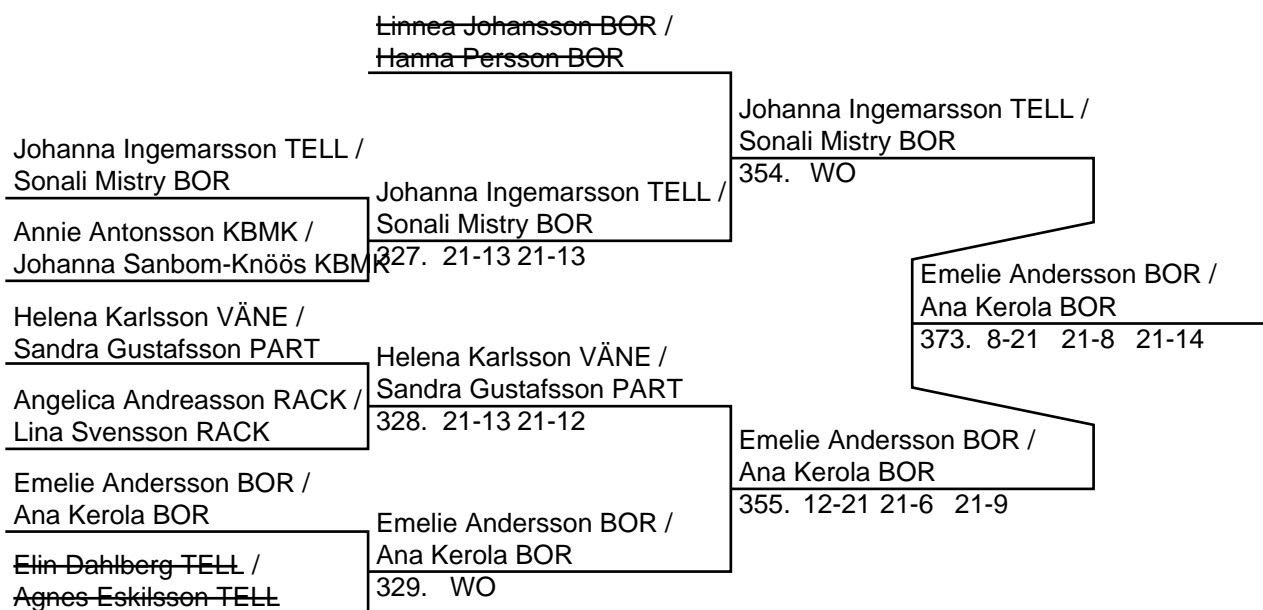 Linnea Johansson BOR /
Hanna Persson BOR
Johanna Ingemarsson TELL /
Sonali Mistry BOR
Annie Antonsson KBMK /
Johanna Sanbom-Knöös KBMK
Helena Karlsson VÄNE /
Sandra Gustafsson PART
Angelica Andreasson RACK /
Lina Svensson RACK
Emelie Andersson BOR /
Ana Kerola BOR
Elin Dahlberg TELL /
Agnes Eskilsson TELL
Johanna Ingemarsson TELL /
Sonali Mistry BOR
327. 21-13 21-13
Helena Karlsson VÄNE /
Sandra Gustafsson PART
328. 21-13 21-12
Emelie Andersson BOR /
Ana Kerola BOR
329. WO
Johanna Ingemarsson TELL /
Sonali Mistry BOR
354. WO
Emelie Andersson BOR /
Ana Kerola BOR
355. 12-21 21-6 21-9
Emelie Andersson BOR /
Ana Kerola BOR
373. 8-21 21-8 21-14